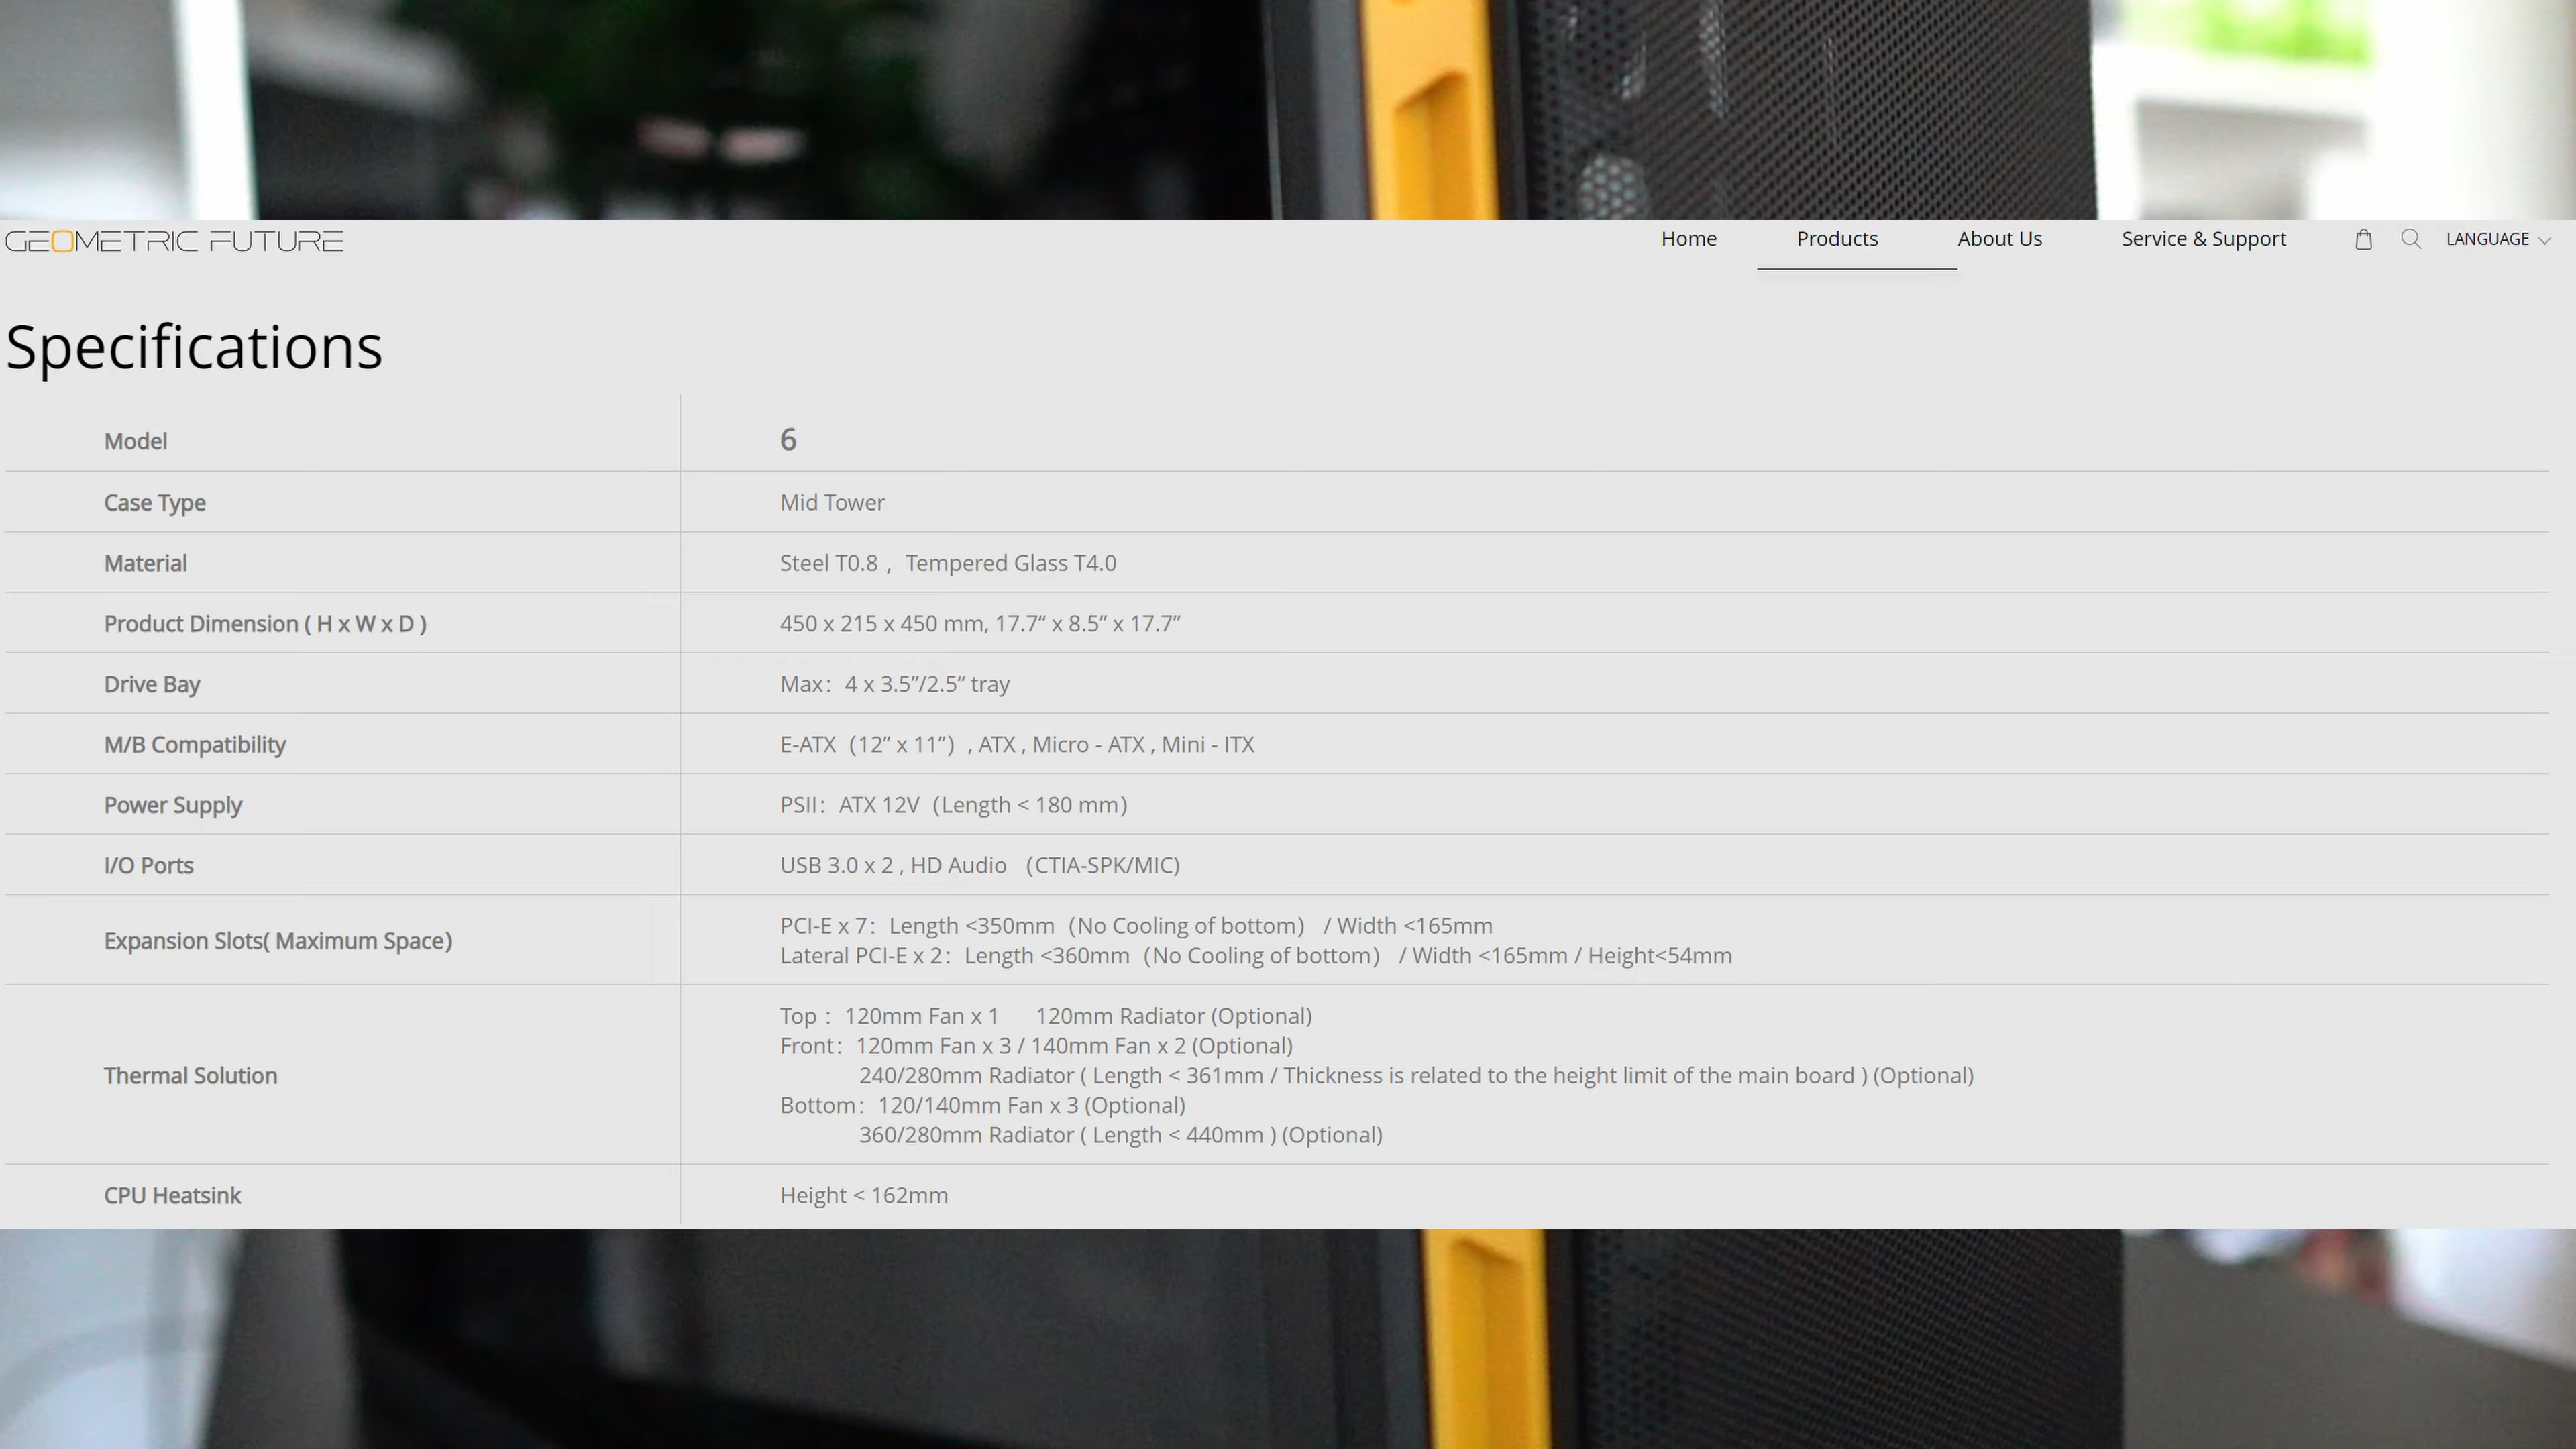 GEOMETRIC FUTURE
Home Products About Us Service & Support LANGUAGE
Specifications
Model 6
Case Type Mid Tower
Material Steel T0.8 , Tempered Glass T4.0
Product Dimension ( H x W x D ) 450 x 215 x 450 mm, 17.7“ x 8.5” x 17.7”
Drive Bay Max: 4 x 3.5”/2.5“ tray
M/B Compatibility E-ATX (12” x 11”) , ATX , Micro - ATX , Mini - ITX
Power Supply PSII: ATX 12V (Length < 180 mm)
I/O Ports USB 3.0 x 2 , HD Audio (CTIA-SPK/MIC)
Expansion Slots( Maximum Space) PCI-E x 7: Length <350mm (No Cooling of bottom) / Width <165mm
Lateral PCI-E x 2: Length <360mm (No Cooling of bottom) / Width <165mm / Height<54mm
Thermal Solution Top : 120mm Fan x 1 120mm Radiator (Optional)
Front: 120mm Fan x 3 / 140mm Fan x 2 (Optional)
240/280mm Radiator ( Length < 361mm / Thickness is related to the height limit of the main board ) (Optional)
Bottom: 120/140mm Fan x 3 (Optional)
360/280mm Radiator ( Length < 440mm ) (Optional)
CPU Heatsink Height < 162mm